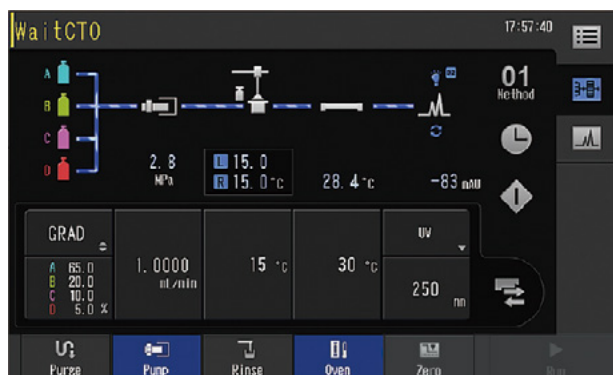 WaitCTO
17:57:40
A
B
C
D
01
Method
2.8
MPa
L 15.0
R 15.0 °C
28.4 °C
-83 mAU
GRAD
A 65.0
B 20.0
C 10.0
D 5.0 %
1.0000
mL/min
15 °C
30 °C
UV
250
nm
Purge
Pump
Rinse
Oven
Zero
Run